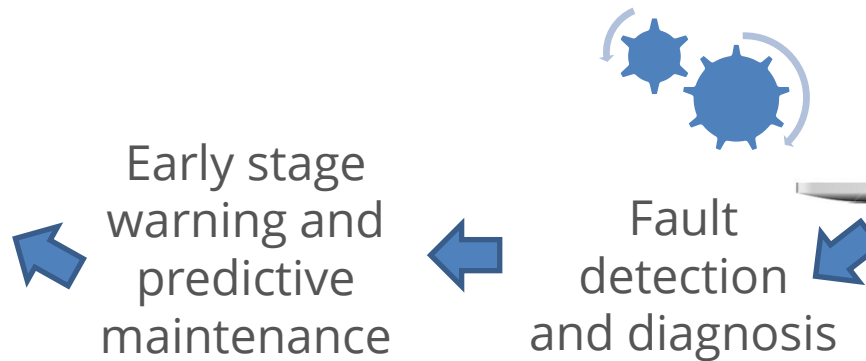 Early stage
warning and
predictive
maintenance
Fault
detection
and diagnosis